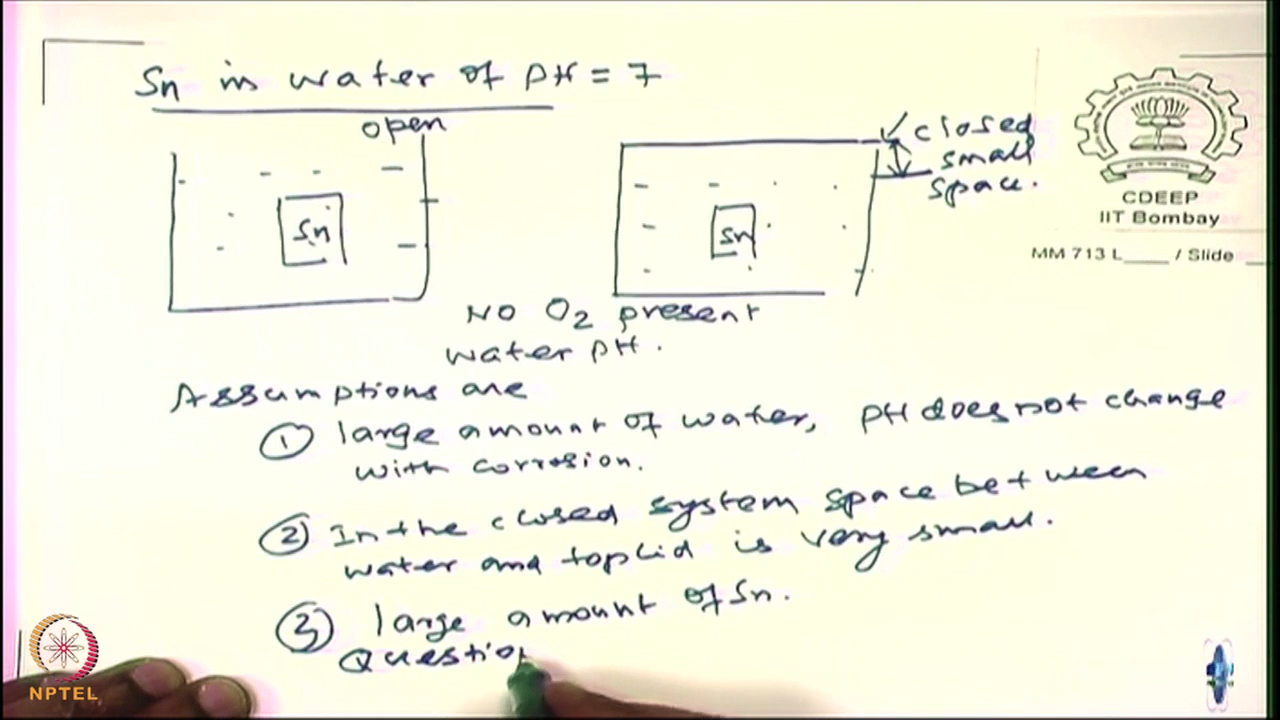 Sn in water of pH = 7
open
closed
small
space.
Sn
Sn
NO O2 present
water pH.
CDEEP
IIT Bombay
MM 713 L____ / Slide __
Assumptions are
① large amount of water, pH does not change
with corrosion.
② In the closed system space between
water and top lid is very small.
③ large amount of Sn.
Question
NPTEL